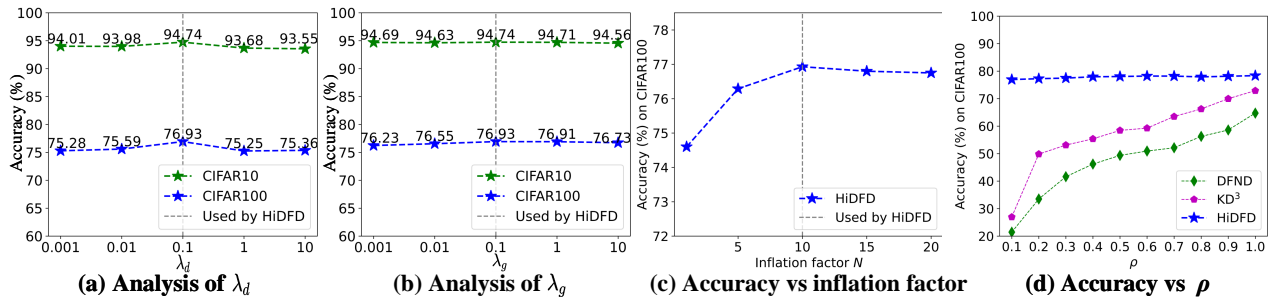 Accuracy (%)
100
95
90
85
80
75
70
65
60
94.01 93.98 94.74 93.68 93.55
75.28 75.59 76.93 75.25 75.36
CIFAR10
CIFAR100
Used by HiDFD
0.001 0.01 0.1 1 10
λd
(a) Analysis of λd
Accuracy (%)
100
95
90
85
80
75
70
65
60
94.69 94.63 94.74 94.71 94.56
76.23 76.55 76.93 76.91 76.73
CIFAR10
CIFAR100
Used by HiDFD
0.001 0.01 0.1 1 10
λg
(b) Analysis of λg
Accuracy (%) on CIFAR100
78
77
76
75
74
73
72
HiDFD
Used by HiDFD
5 10 15 20
Inflation factor N
(c) Accuracy vs inflation factor
Accuracy (%) on CIFAR100
100
90
80
70
60
50
40
30
20
DFND
KD³
HiDFD
0.1 0.2 0.3 0.4 0.5 0.6 0.7 0.8 0.9 1.0
ρ
(d) Accuracy vs ρ